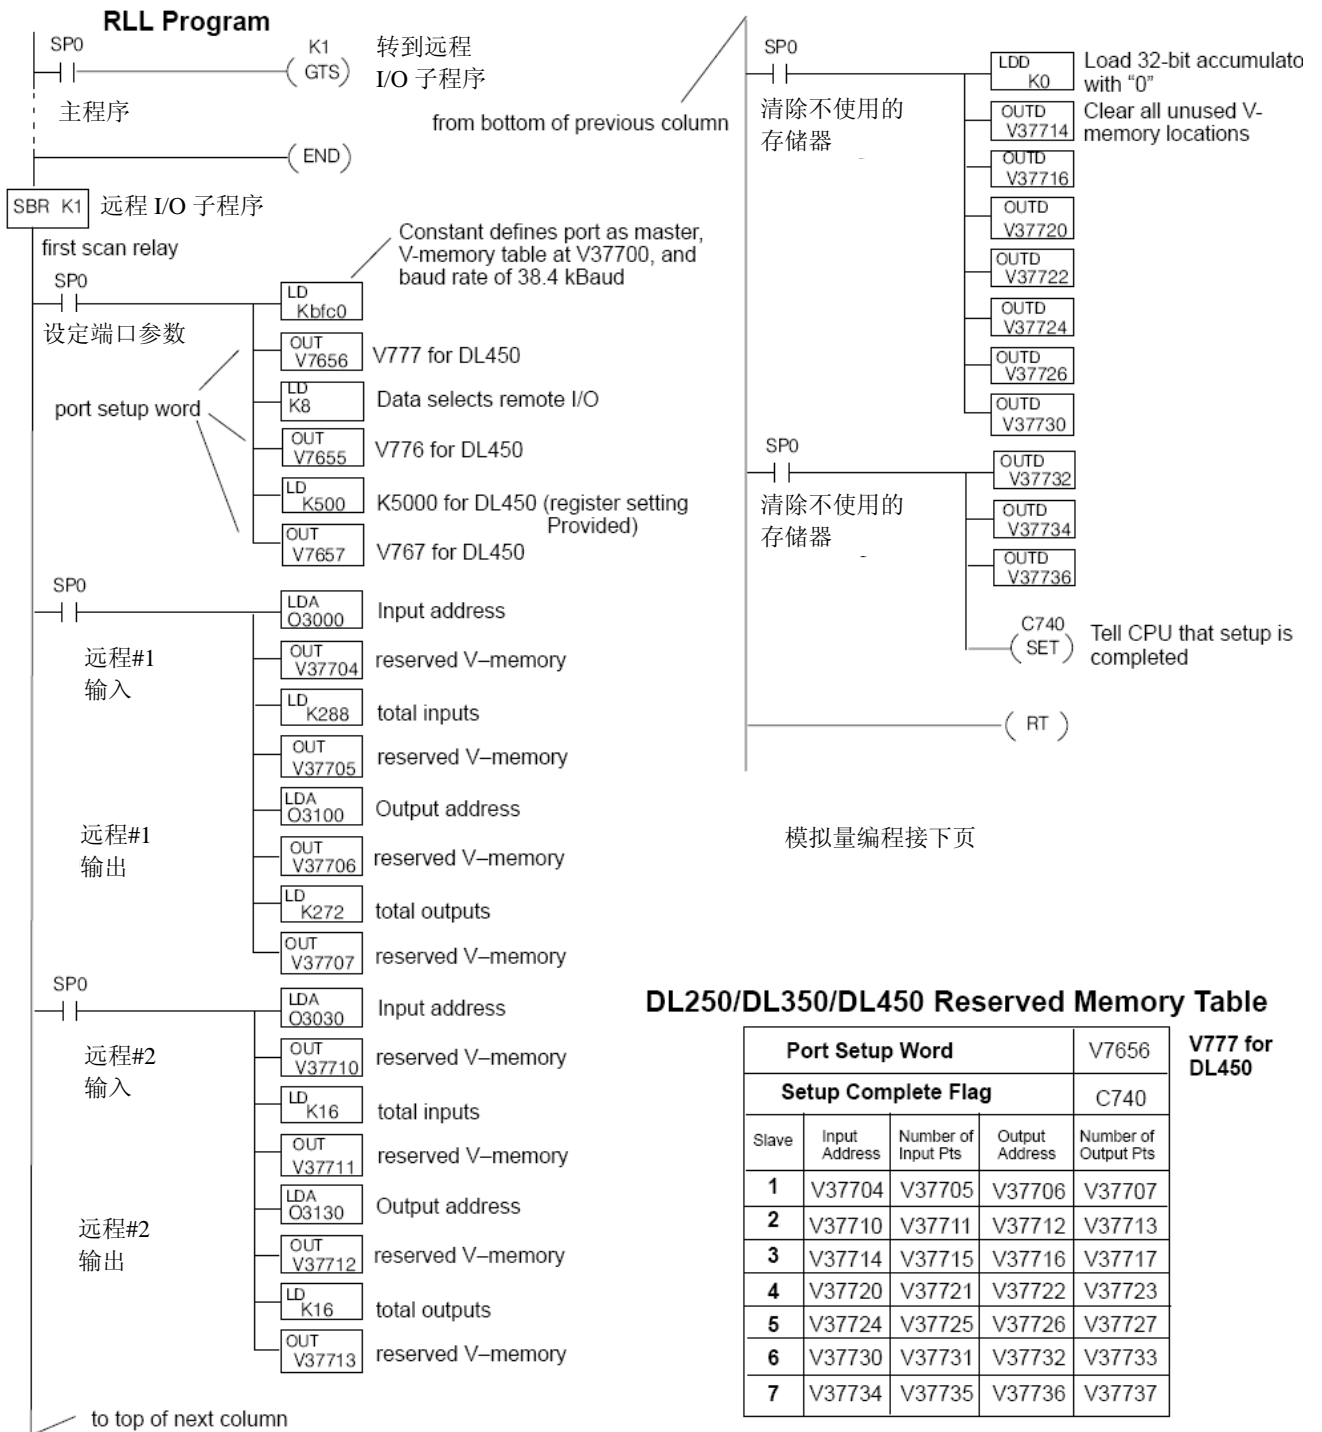 RLL Program
SP0
K1
GTS
转到远程
I/O 子程序
主程序
END
SBR K1
远程 I/O 子程序
first scan relay
SP0
设定端口参数
Constant defines port as master,
V-memory table at V37700, and
baud rate of 38.4 kBaud
LD
Kbfc0
OUT
V7656
V777 for DL450
LD
K8
Data selects remote I/O
port setup word
OUT
V7655
V776 for DL450
LD
K500
K5000 for DL450 (register setting
Provided)
OUT
V7657
V767 for DL450
SP0
LDA
O3000
Input address
远程#1
输入
OUT
V37704
reserved V–memory
LD
K288
total inputs
OUT
V37705
reserved V–memory
LDA
O3100
Output address
远程#1
输出
OUT
V37706
reserved V–memory
LD
K272
total outputs
OUT
V37707
reserved V–memory
SP0
LDA
O3030
Input address
远程#2
输入
OUT
V37710
reserved V–memory
LD
K16
total inputs
OUT
V37711
reserved V–memory
LDA
O3130
Output address
远程#2
输出
OUT
V37712
reserved V–memory
LD
K16
total outputs
OUT
V37713
reserved V–memory
to top of next column
from bottom of previous column
SP0
清除不使用的
存储器
LDD
K0
Load 32-bit accumulato
with “0”
OUTD
V37714
Clear all unused V-
memory locations
OUTD
V37716
OUTD
V37720
OUTD
V37722
OUTD
V37724
OUTD
V37726
OUTD
V37730
SP0
清除不使用的
存储器
OUTD
V37732
OUTD
V37734
OUTD
V37736
C740
SET
Tell CPU that setup is
completed
RT
模拟量编程接下页
DL250/DL350/DL450 Reserved Memory Table
Port Setup Word V7656
V777 for
DL450
Setup Complete Flag C740
Slave Input Address Number of Input Pts Output Address Number of Output Pts
1 V37704 V37705 V37706 V37707
2 V37710 V37711 V37712 V37713
3 V37714 V37715 V37716 V37717
4 V37720 V37721 V37722 V37723
5 V37724 V37725 V37726 V37727
6 V37730 V37731 V37732 V37733
7 V37734 V37735 V37736 V37737